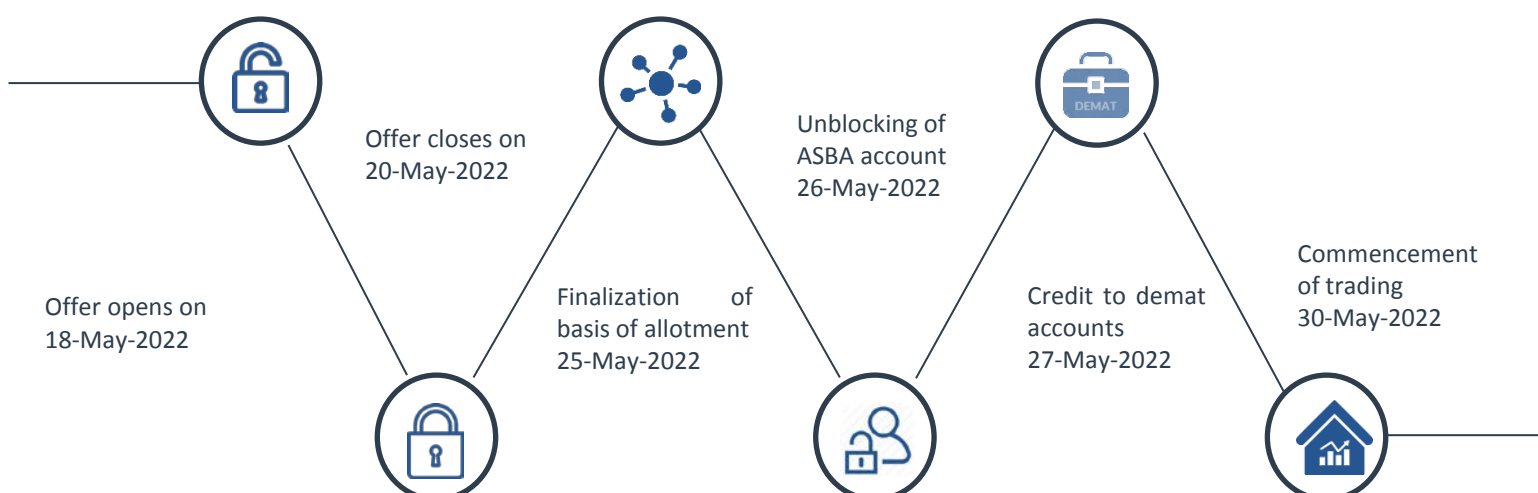 Offer opens on
18-May-2022
Offer closes on
20-May-2022
Finalization of
basis of allotment
25-May-2022
Unblocking of
ASBA account
26-May-2022
DEMAT
Credit to demat
accounts
27-May-2022
Commencement
of trading
30-May-2022